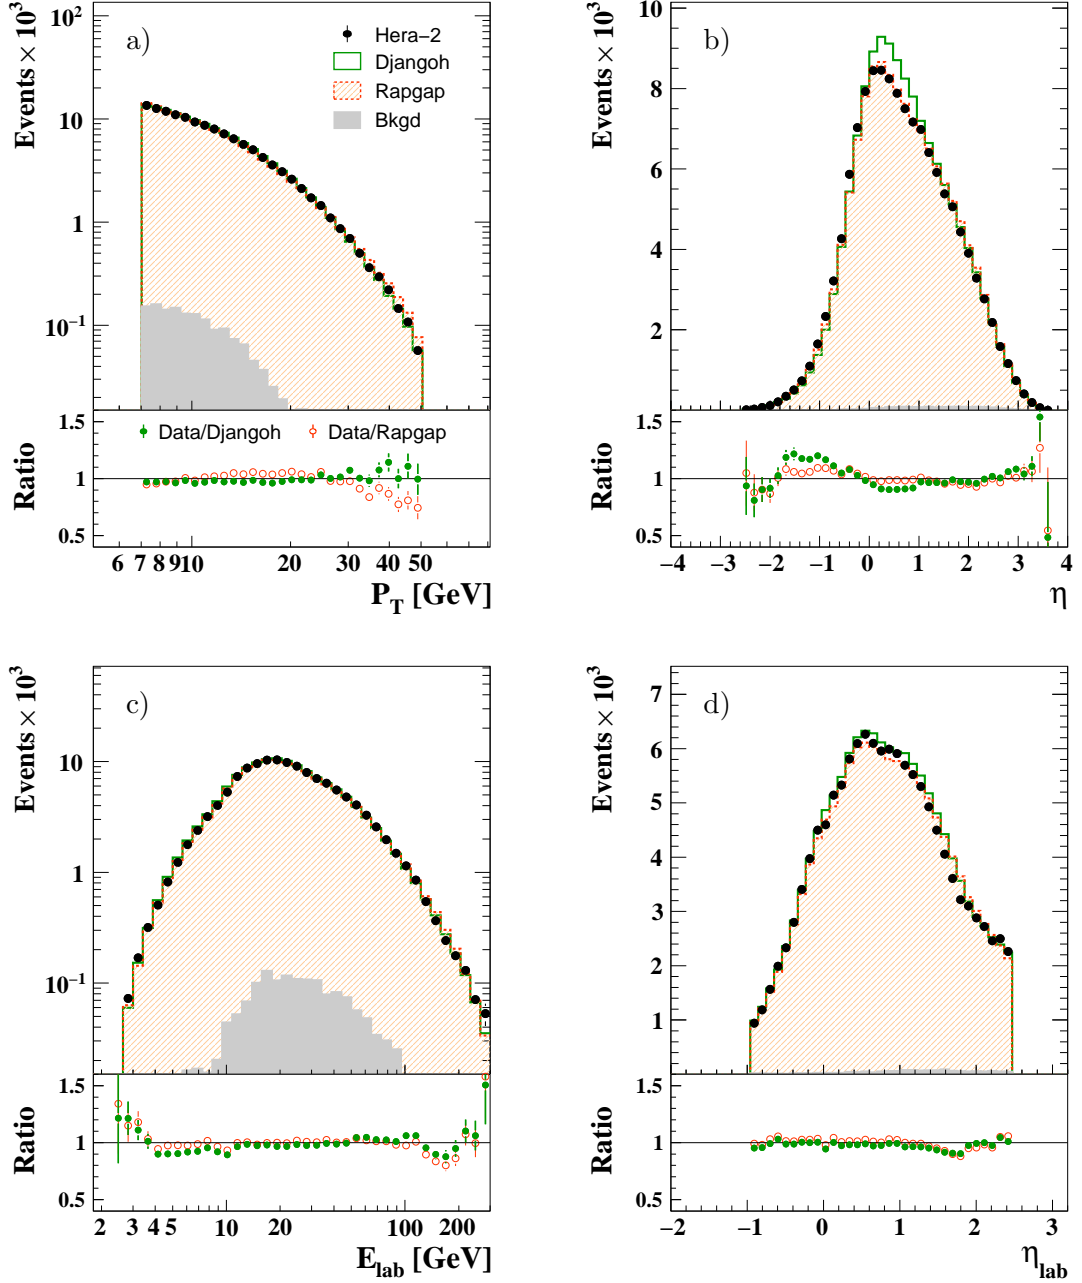 a)
Events × 10³
10²
10
1
10⁻¹
Hera−2
Djangoh
Rapgap
Bkgd
Ratio
1.5
1
0.5
Data/Djangoh
Data/Rapgap
6 7 8 9 10 20 30 40 50
P_T [GeV]
b)
Events × 10³
10
8
6
4
2
Ratio
1.5
1
0.5
−4 −3 −2 −1 0 1 2 3 4
η
c)
Events × 10³
10
1
10⁻¹
Ratio
1.5
1
0.5
2 3 4 5 10 20 100 200
E_lab [GeV]
d)
Events × 10³
7
6
5
4
3
2
1
Ratio
1.5
1
0.5
−2 −1 0 1 2 3
η_lab